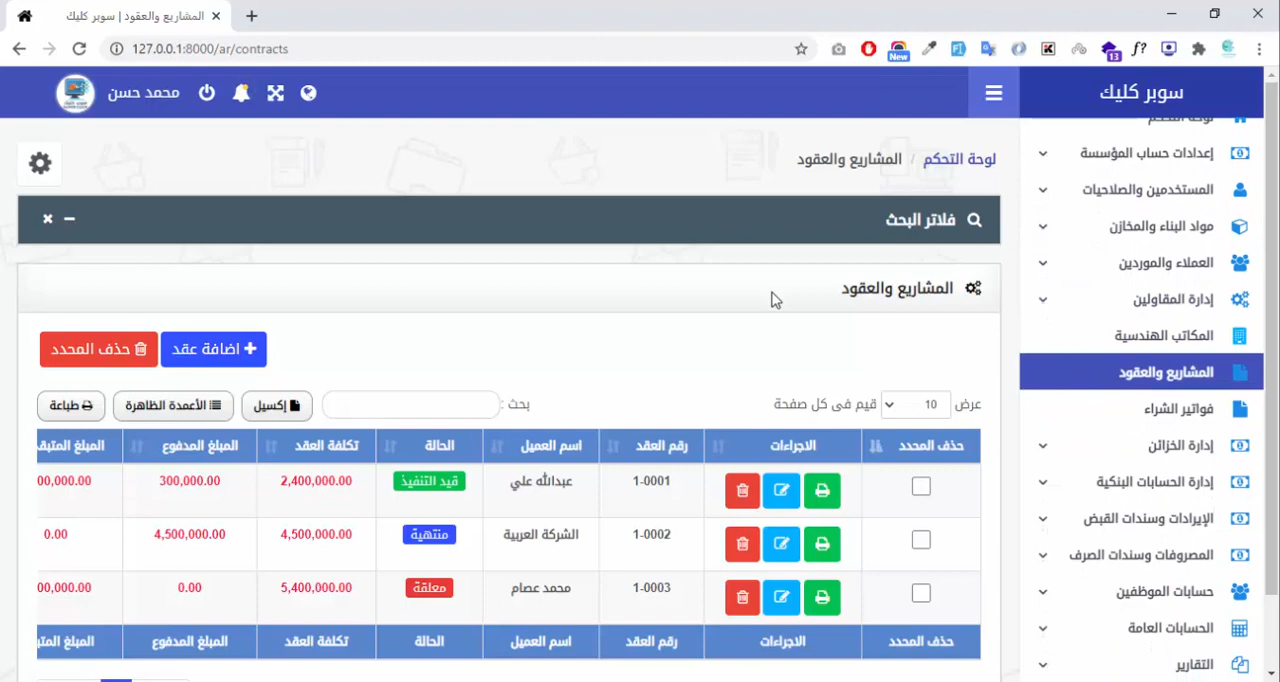 المشاريع والعقود | سوبر كليك
127.0.0.1:8000/ar/contracts
New
13
سوبر كليك
محمد حسن
لوحة التحكم
إعدادات حساب المؤسسة
المستخدمين والصلاحيات
مواد البناء والمخازن
العملاء والموردين
إدارة المقاولين
المكاتب الهندسية
المشاريع والعقود
فواتير الشراء
إدارة الخزائن
إدارة الحسابات البنكية
الإيرادات وسندات القبض
المصروفات وسندات الصرف
حسابات الموظفين
الحسابات العامة
التقارير
لوحة التحكم / المشاريع والعقود
فلاتر البحث
المشاريع والعقود
اضافة عقد حذف المحدد
عرض 10 قيم فى كل صفحة بحث : إكسيل الأعمدة الظاهرة طباعة
حذف المحدد الاجراءات رقم العقد اسم العميل الحالة تكلفة العقد المبلغ المدفوع المبلغ المتبقـ
1-0001 عبدالله علي قيد التنفيذ 2,400,000.00 300,000.00 00,000.00
1-0002 الشركة العربية منتهية 4,500,000.00 4,500,000.00 0.00
1-0003 محمد عصام معلقة 5,400,000.00 0.00 00,000.00
حذف المحدد الاجراءات رقم العقد اسم العميل الحالة تكلفة العقد المبلغ المدفوع المبلغ المتبقـ